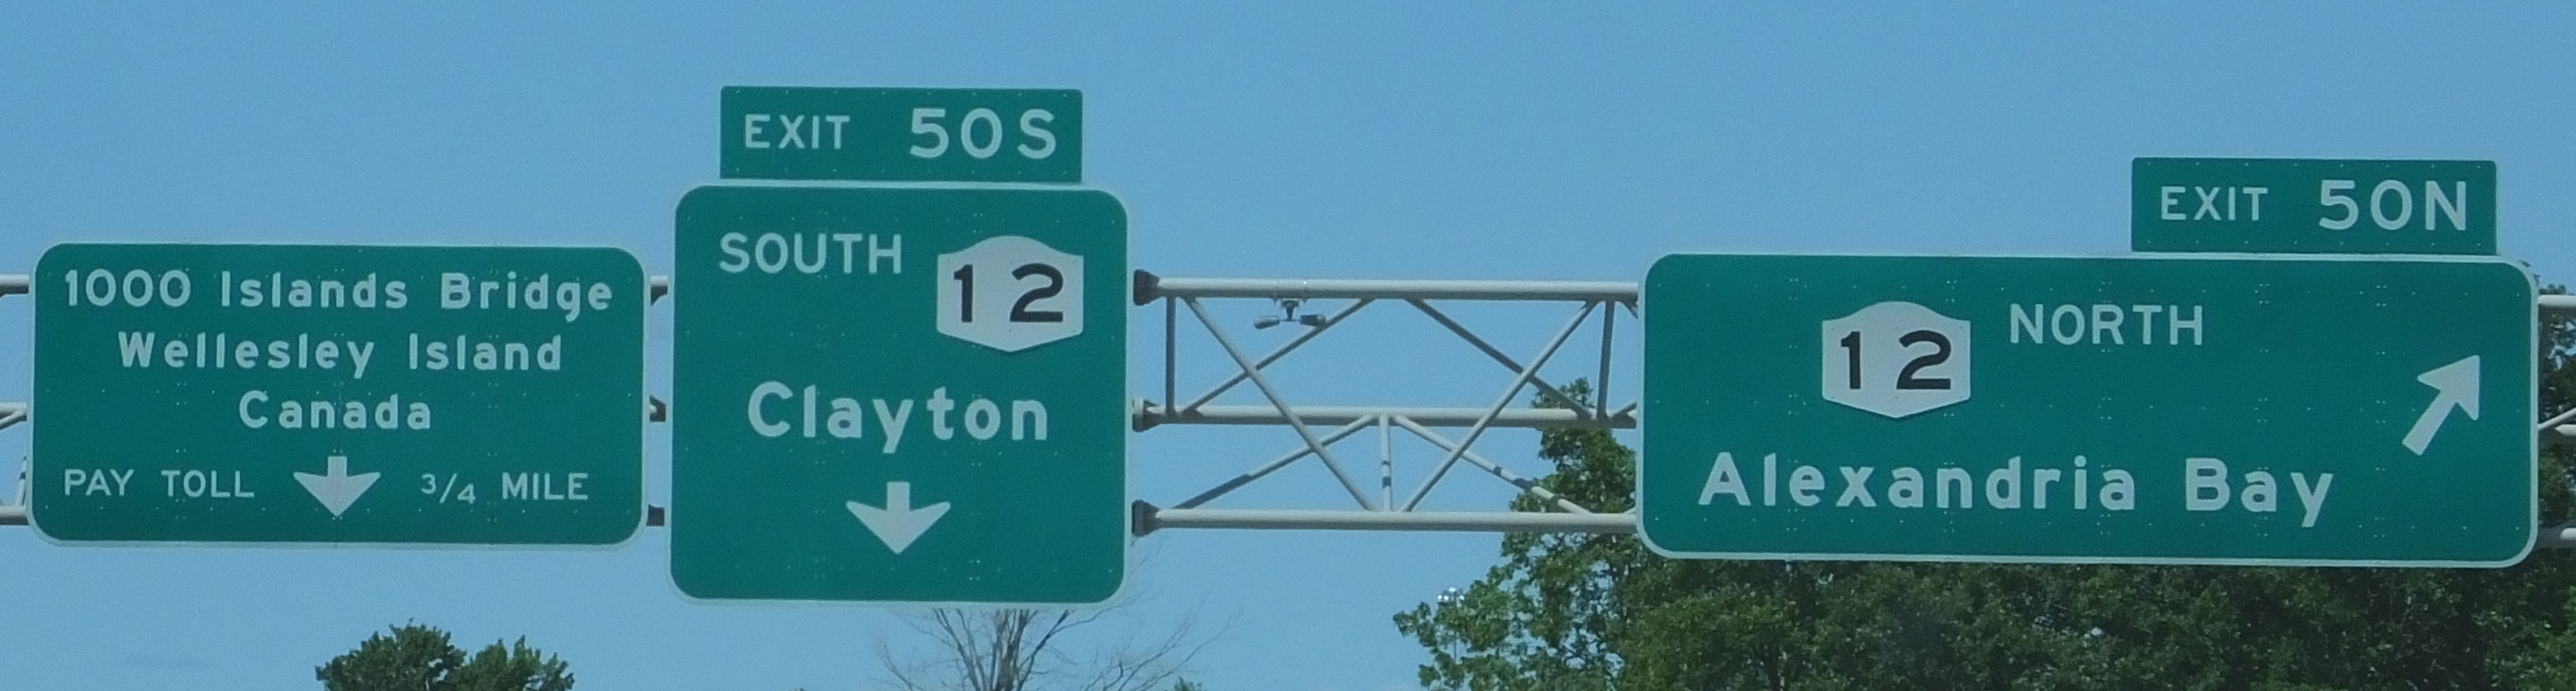 1000 Islands Bridge
Wellesley Island
Canada
PAY TOLL 3/4 MILE
EXIT 50S
SOUTH 12
Clayton
EXIT 50N
12 NORTH
Alexandria Bay